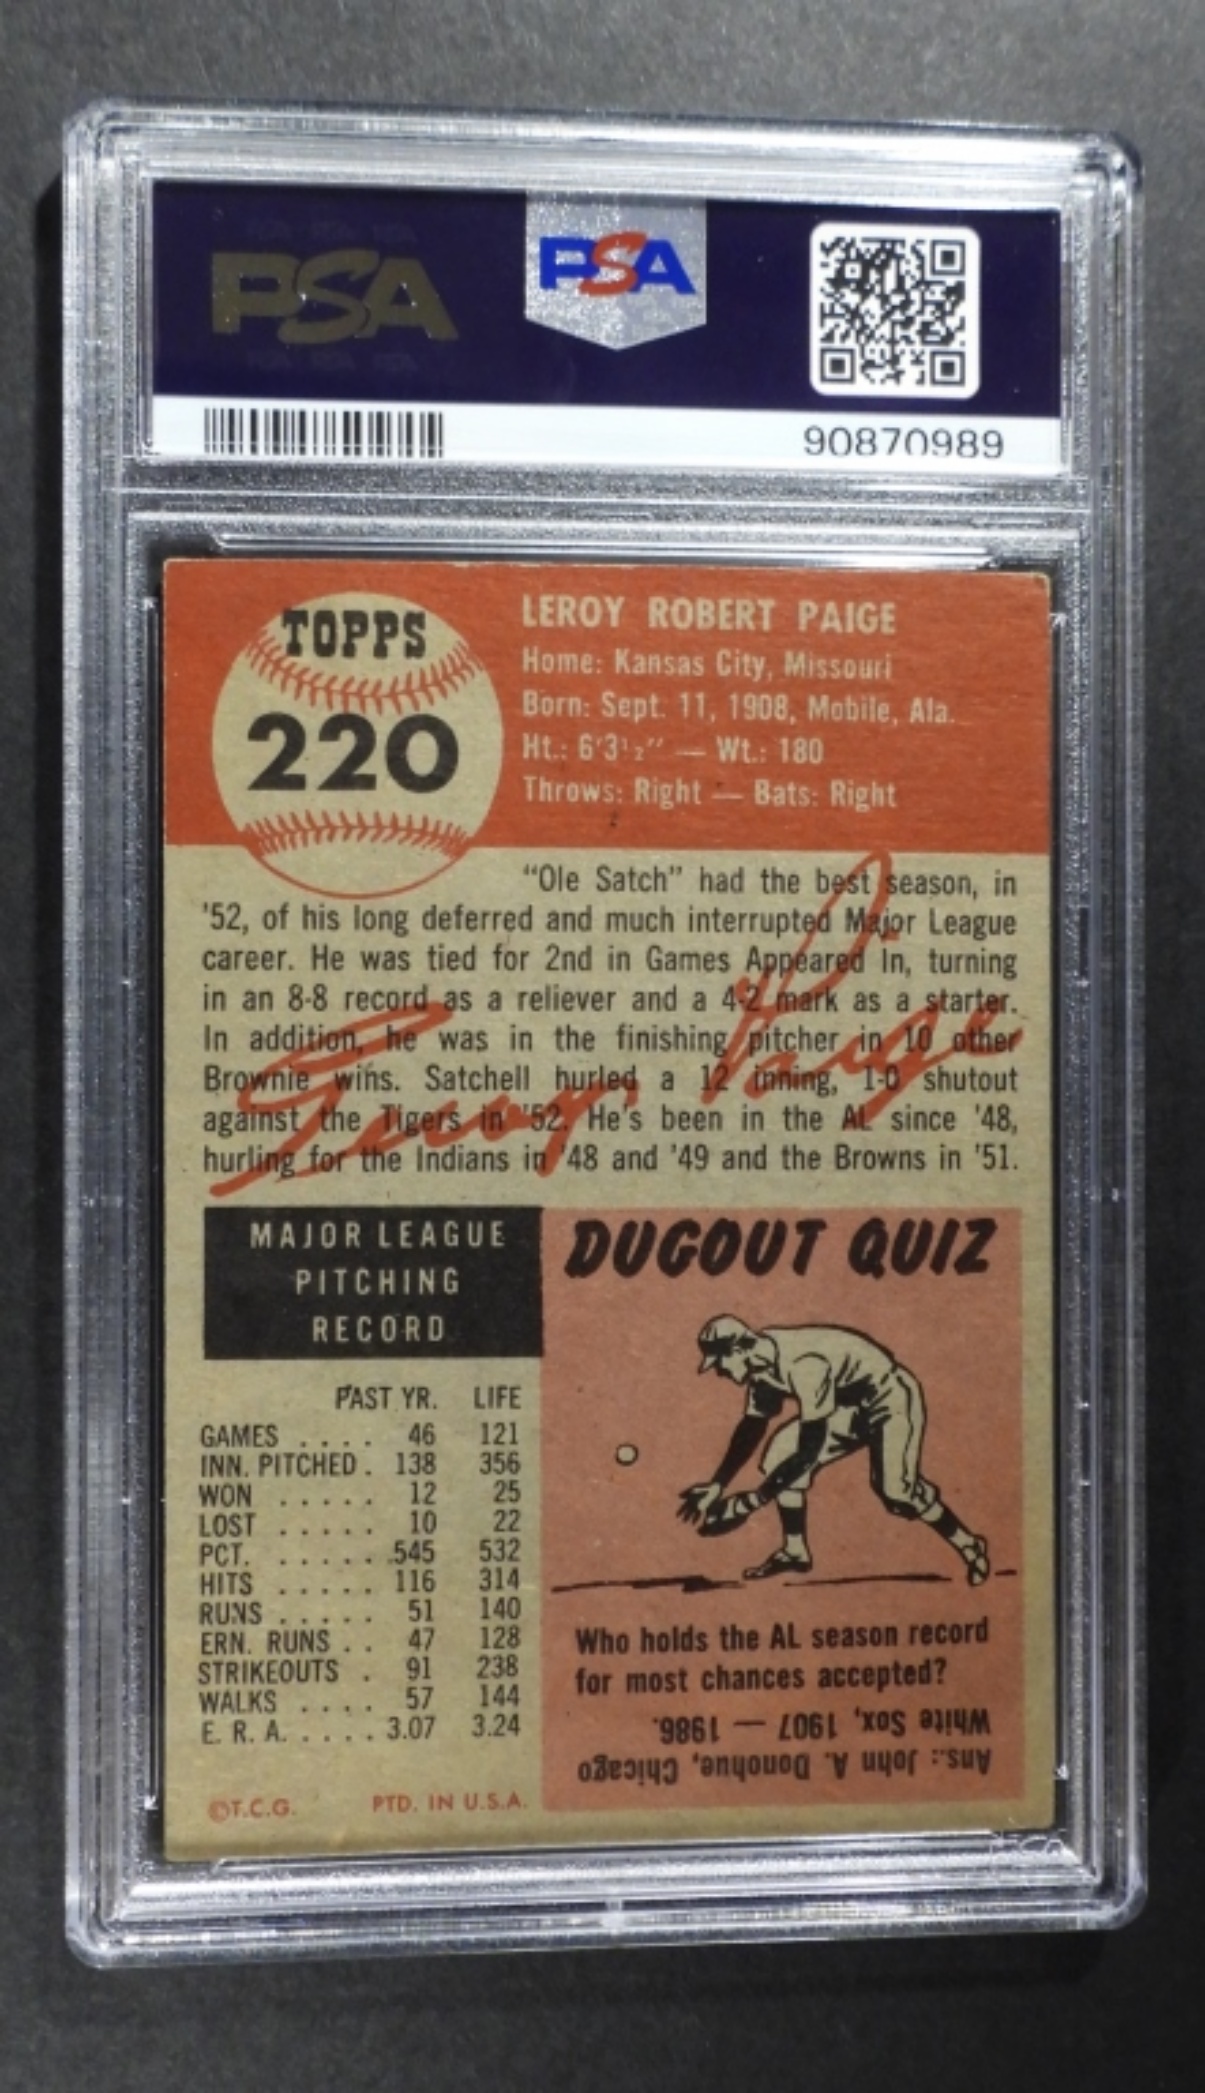 PSA
PSA
90870989
TOPPS
220
LEROY ROBERT PAIGE
Home: Kansas City, Missouri
Born: Sept. 11, 1908, Mobile, Ala.
Ht.: 6'3½" — Wt.: 180
Throws: Right — Bats: Right
"Ole Satch" had the best season, in
'52, of his long deferred and much interrupted Major League
career. He was tied for 2nd in Games Appeared In, turning
in an 8-8 record as a reliever and a 4-2 mark as a starter.
In addition, he was in the finishing pitcher in 10 other
Brownie wins. Satchell hurled a 12 inning, 1-0 shutout
against the Tigers in '52. He's been in the AL since '48,
hurling for the Indians in '48 and '49 and the Browns in '51.
Leroy Paige
MAJOR LEAGUE
PITCHING
RECORD
PAST YR. LIFE
GAMES . . . . 46 121
INN. PITCHED . 138 356
WON . . . . . 12 25
LOST . . . . . 10 22
PCT. . . . . . .545 532
HITS . . . . . 116 314
RUNS . . . . . 51 140
ERN. RUNS . . 47 128
STRIKEOUTS . 91 238
WALKS . . . . 57 144
E. R. A. . . . . 3.07 3.24
©T.C.G. PTD. IN U.S.A.
DUGOUT QUIZ
Who holds the AL season record
for most chances accepted?
Ans.: John A. Donohue, Chicago
White Sox, 1907 — 1986.